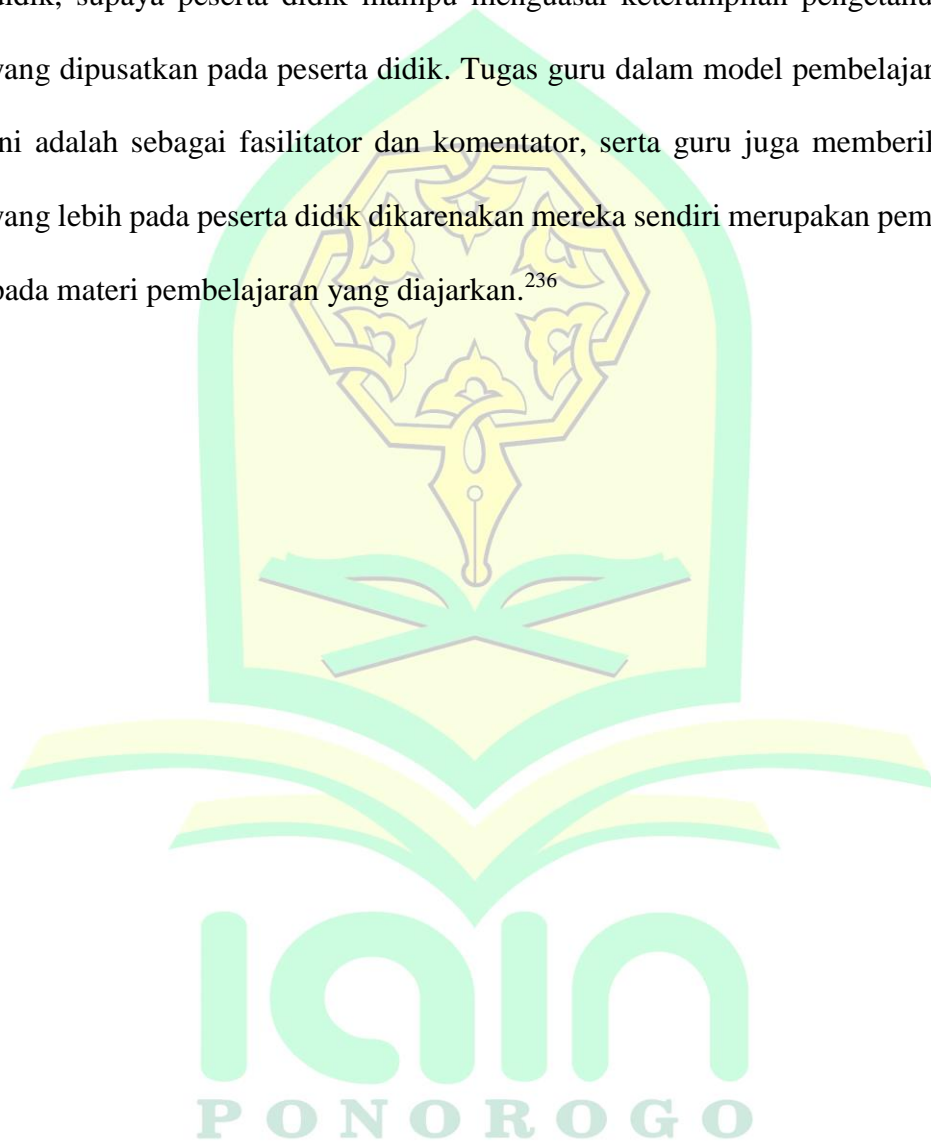 didik, supaya peserta didik mampu menguasai keterampilan pengetahu
yang dipusatkan pada peserta didik. Tugas guru dalam model pembelajar
ini adalah sebagai fasilitator dan komentator, serta guru juga memberi
yang lebih pada peserta didik dikarenakan mereka sendiri merupakan pem
pada materi pembelajaran yang diajarkan.236
iain
PONOROGO